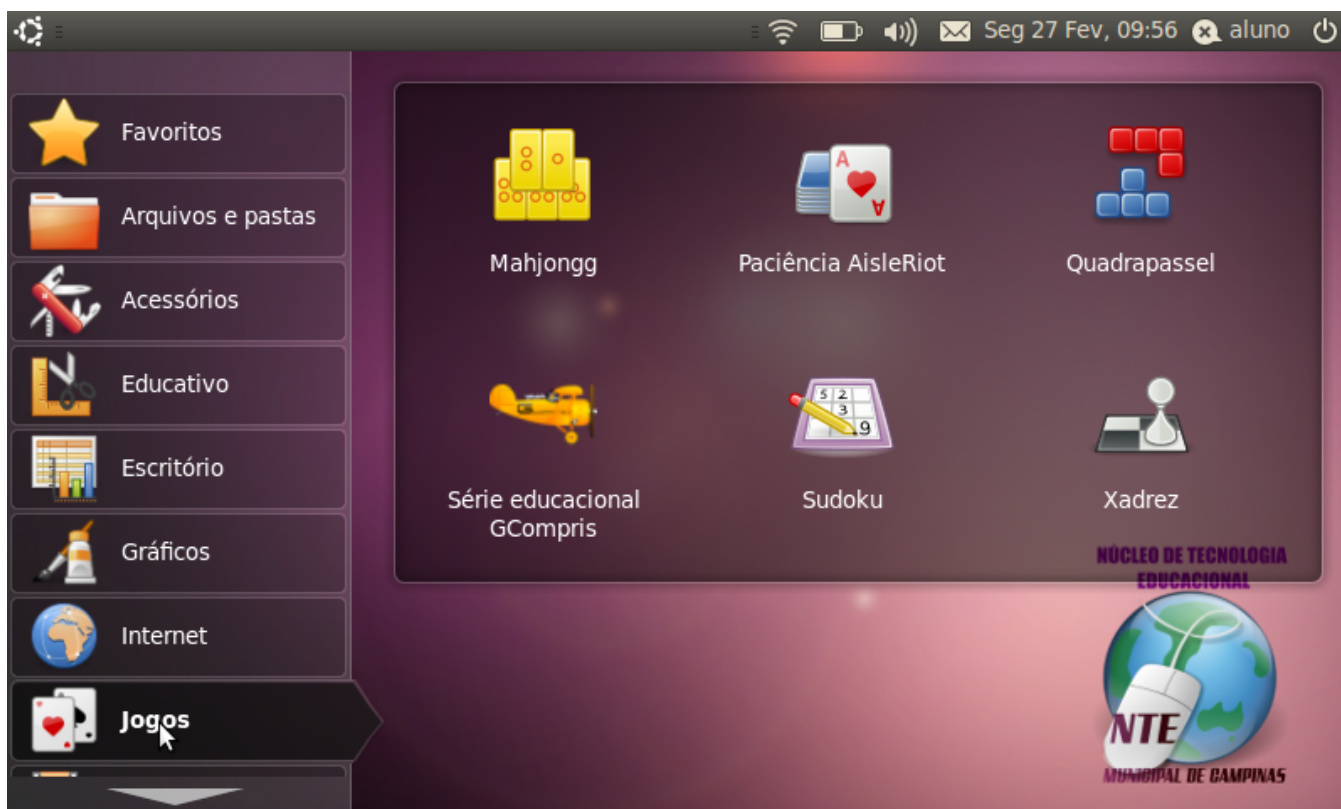 Seg 27 Fev, 09:56 aluno
Favoritos
Arquivos e pastas
Acessórios
Educativo
Escritório
Gráficos
Internet
Jogos
Mahjongg
Paciência AisleRiot
Quadrapassel
Série educacional
GCompris
Sudoku
Xadrez
NÚCLEO DE TECNOLOGIA
EDUCACIONAL
NTE
MUNICIPAL DE CAMPINAS